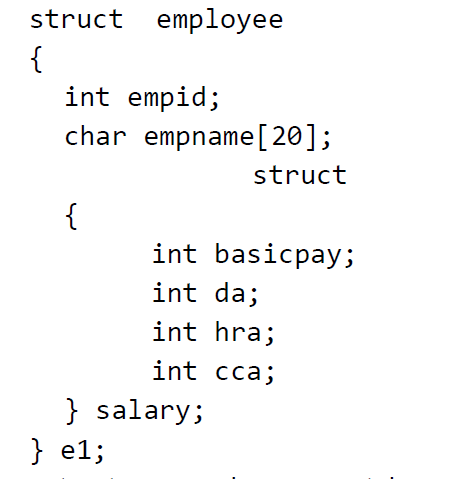 struct  employee
{
int empid;
char empname[20];
struct
{
int basicpay;
int da;
int hra;
int cca;
} salary;
} e1;